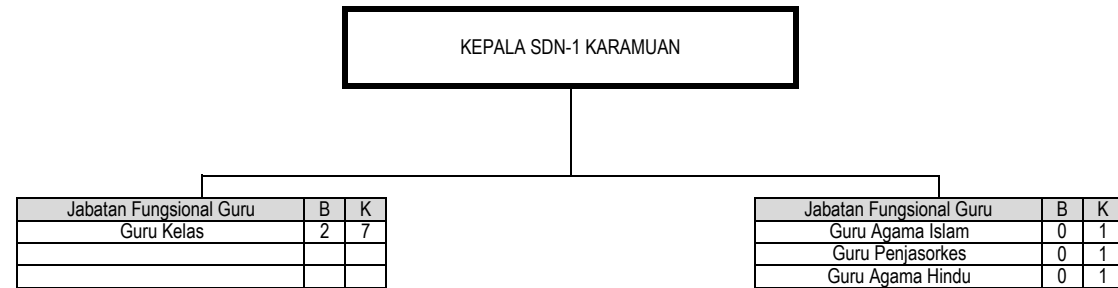 KEPALA SDN-1 KARAMUAN
Jabatan Fungsional Guru B K
Guru Kelas 2 7
Jabatan Fungsional Guru B K
Guru Agama Islam 0 1
Guru Penjasorkes 0 1
Guru Agama Hindu 0 1